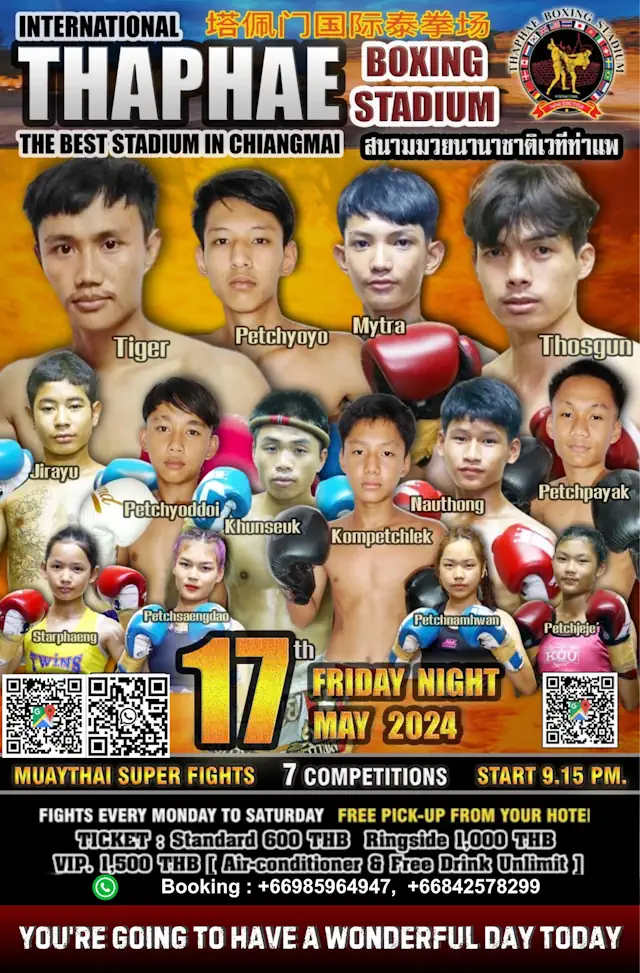 INTERNATIONAL
塔佩门国际泰拳场
THAPHAE BOXING STADIUM
THE BEST STADIUM IN CHIANGMAI
สนามมวยนานาชาติเวทีท่าแพ
THAPHAE BOXING STADIUM
Tiger
Petchyoyo
Mytra
Thosgun
Jirayu
Petchyoddoi
Khunseuk
Kompetchlek
Nauthong
Petchpayak
Starphaeng
Petchsaengdao
Petchnamhwan
Petchjeje
TWINS
17th
FRIDAY NIGHT
MAY 2024
MUAYTHAI SUPER FIGHTS 7 COMPETITIONS START 9.15 PM.
FIGHTS EVERY MONDAY TO SATURDAY FREE PICK-UP FROM YOUR HOTE
TICKET : Standard 600 THB Ringside 1,000 THB
VIP. 1,500 THB [ Air-conditioner & Free Drink Unlimit ]
Booking : +66985964947, +66842578299
YOU'RE GOING TO HAVE A WONDERFUL DAY TODAY